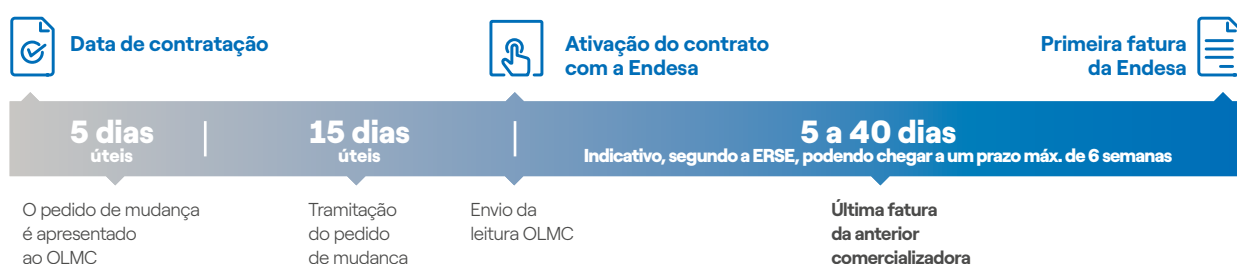 Data de contratação
Ativação do contrato
com a Endesa
Primeira fatura
da Endesa
5 dias
úteis
15 dias
úteis
5 a 40 dias
Indicativo, segundo a ERSE, podendo chegar a um prazo máx. de 6 semanas
O pedido de mudança
é apresentado
ao OLMC
Tramitação
do pedido
de mudança
Envio da
leitura OLMC
Última fatura
da anterior
comercializadora